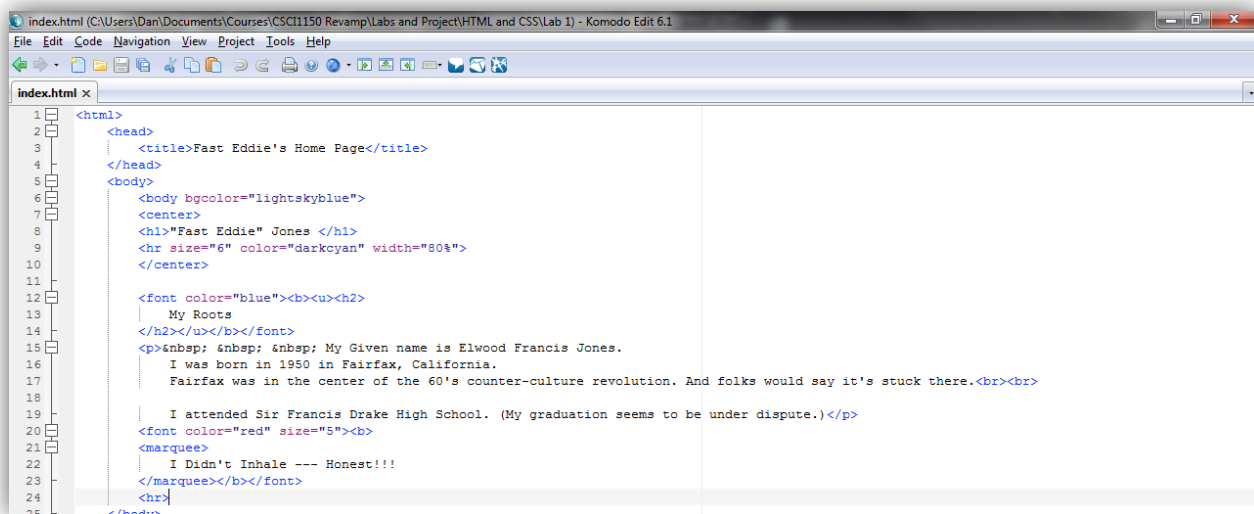 index.html (C:\Users\Dan\Documents\Courses\CSCI1150 Revamp\Labs and Project\HTML and CSS\Lab 1) - Komodo Edit 6.1
File Edit Code Navigation View Project Tools Help
index.html
1 <html>
2 <head>
3 <title>Fast Eddie's Home Page</title>
4 </head>
5 <body>
6 <body bgcolor="lightskyblue">
7 <center>
8 <h1>"Fast Eddie" Jones </h1>
9 <hr size="6" color="darkcyan" width="80%">
10 </center>
11
12 <font color="blue"><b><u><h2>
13 My Roots
14 </h2></u></b></font>
15 <p>&nbsp; &nbsp; &nbsp; My Given name is Elwood Francis Jones.
16 I was born in 1950 in Fairfax, California.
17 Fairfax was in the center of the 60's counter-culture revolution. And folks would say it's stuck there.<br><br>
18
19 I attended Sir Francis Drake High School. (My graduation seems to be under dispute.)</p>
20 <font color="red" size="5"><b>
21 <marquee>
22 I Didn't Inhale --- Honest!!!
23 </marquee></b></font>
24 <hr>
25 </body>